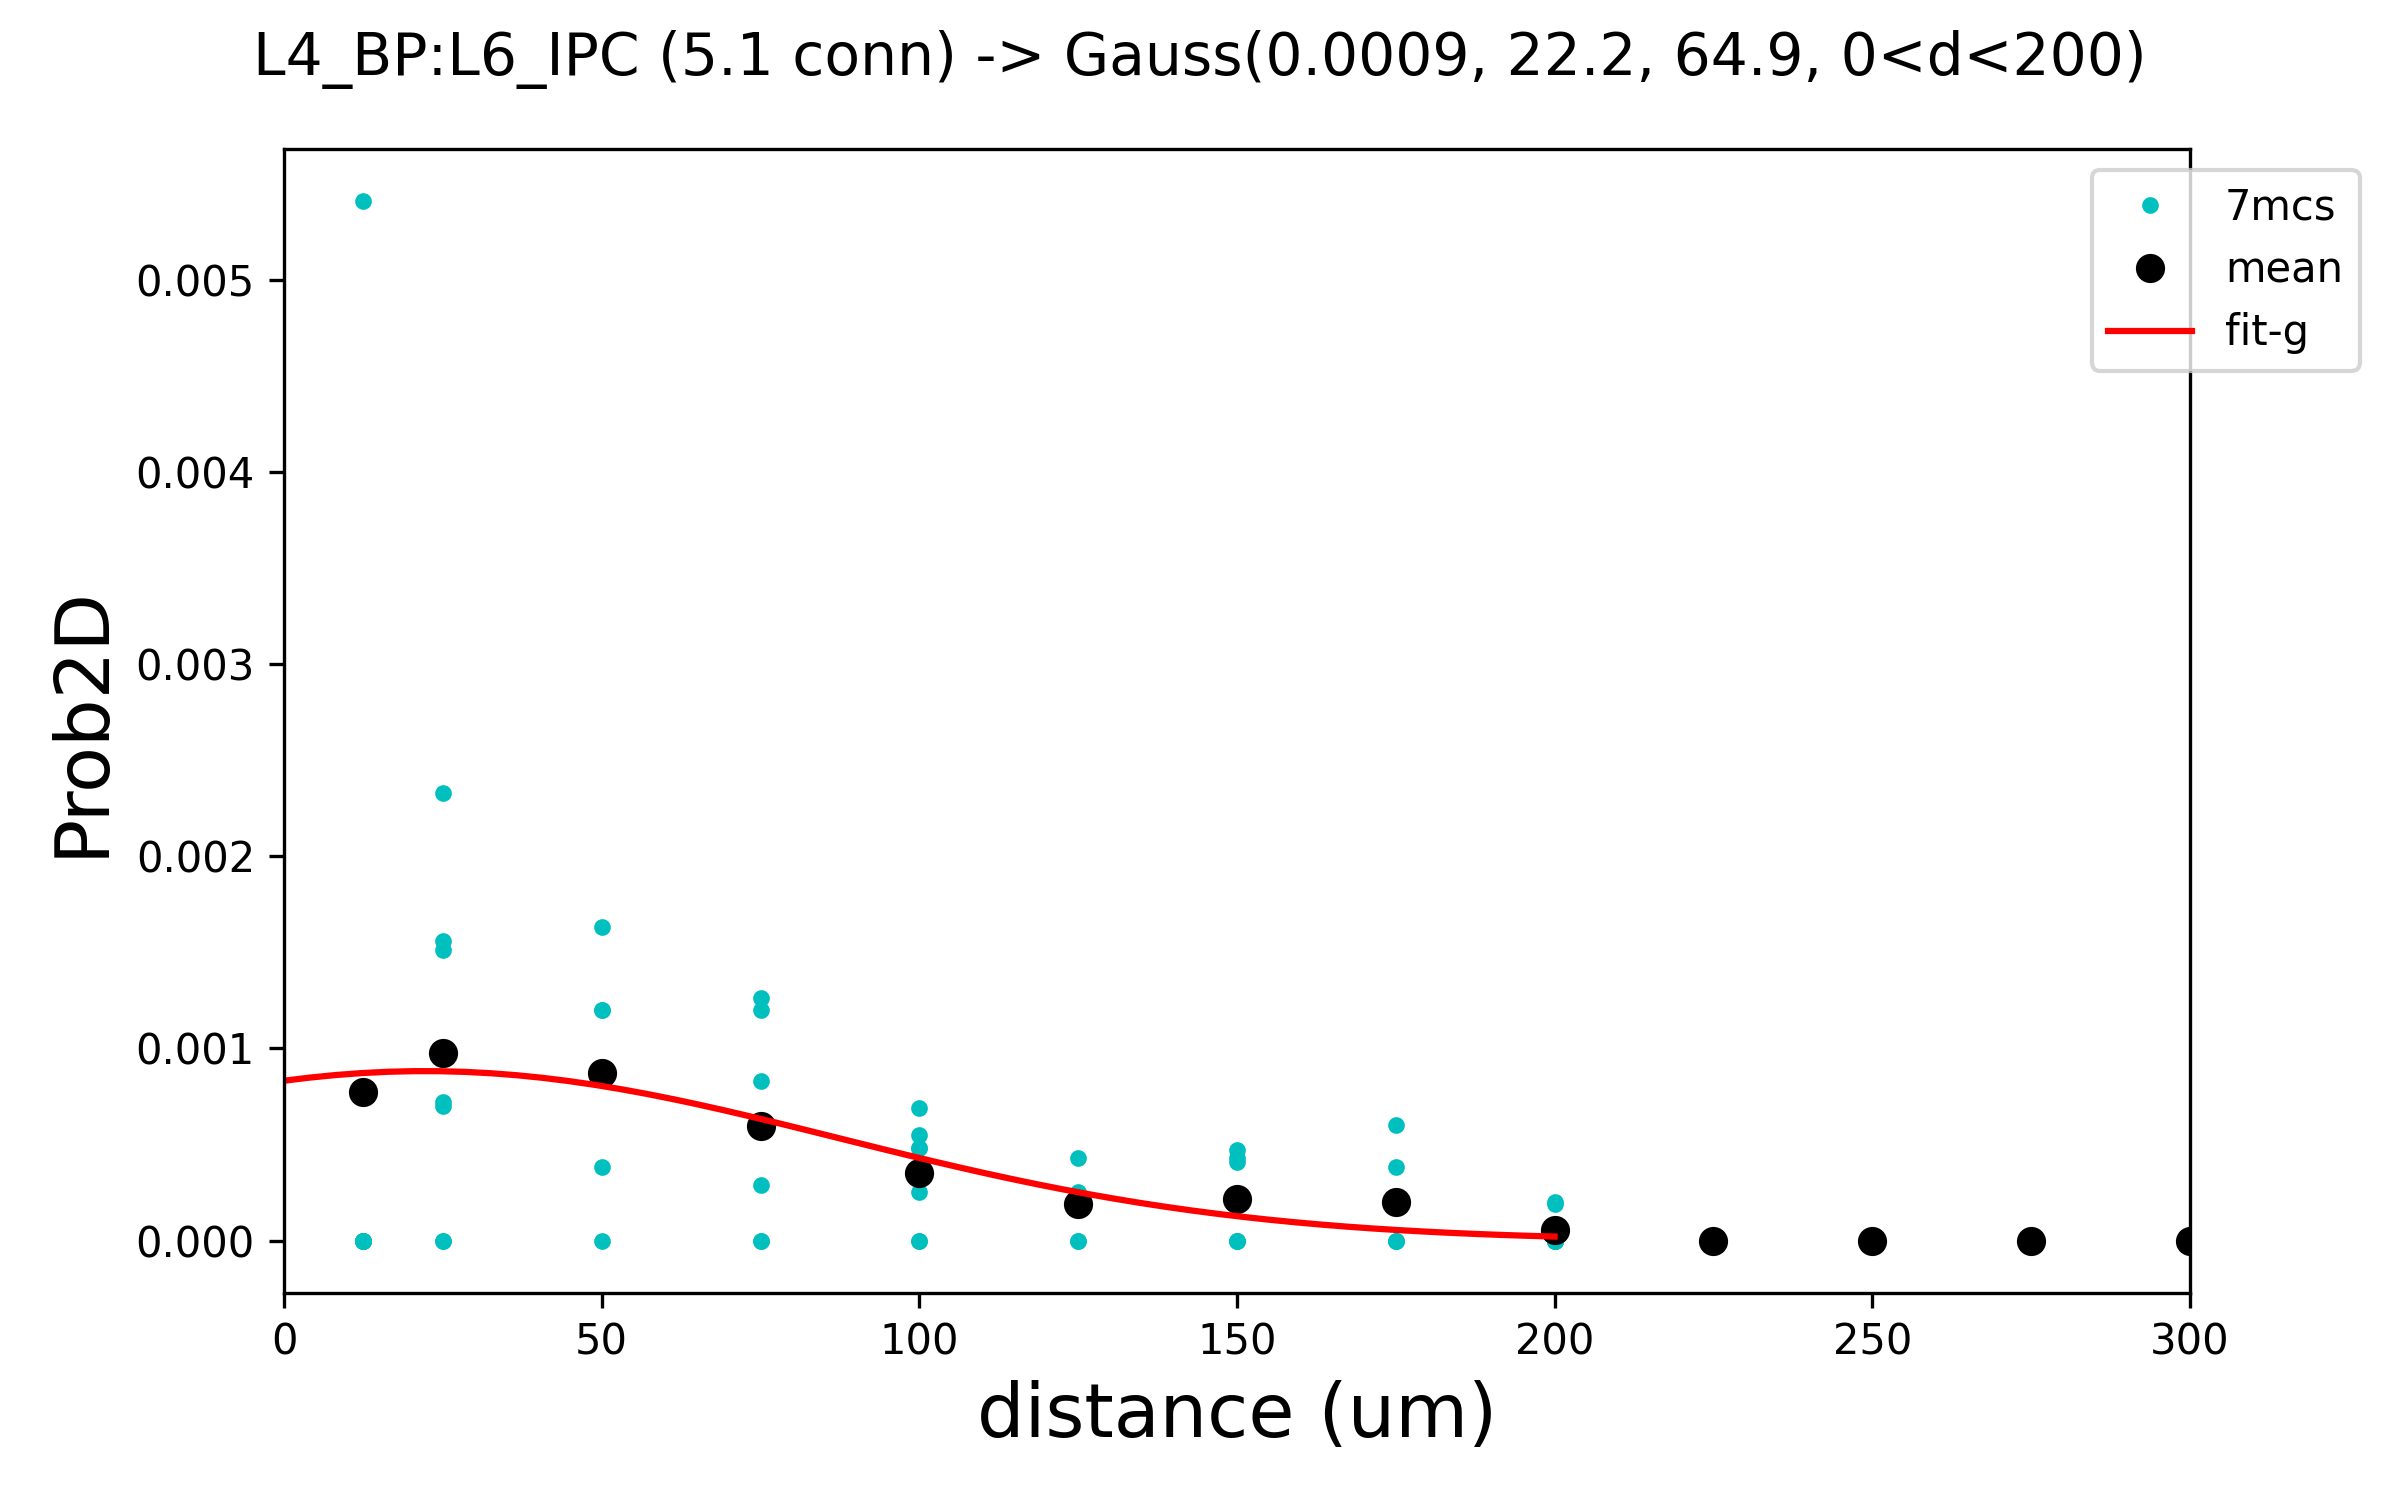 L4_BP:L6_IPC (5.1 conn) -> Gauss(0.0009, 22.2, 64.9, 0<d<200)
7mcs
mean
fit-g
0.005
0.004
0.003
0.002
0.001
0.000
Prob2D
0 50 100 150 200 250 300
distance (um)